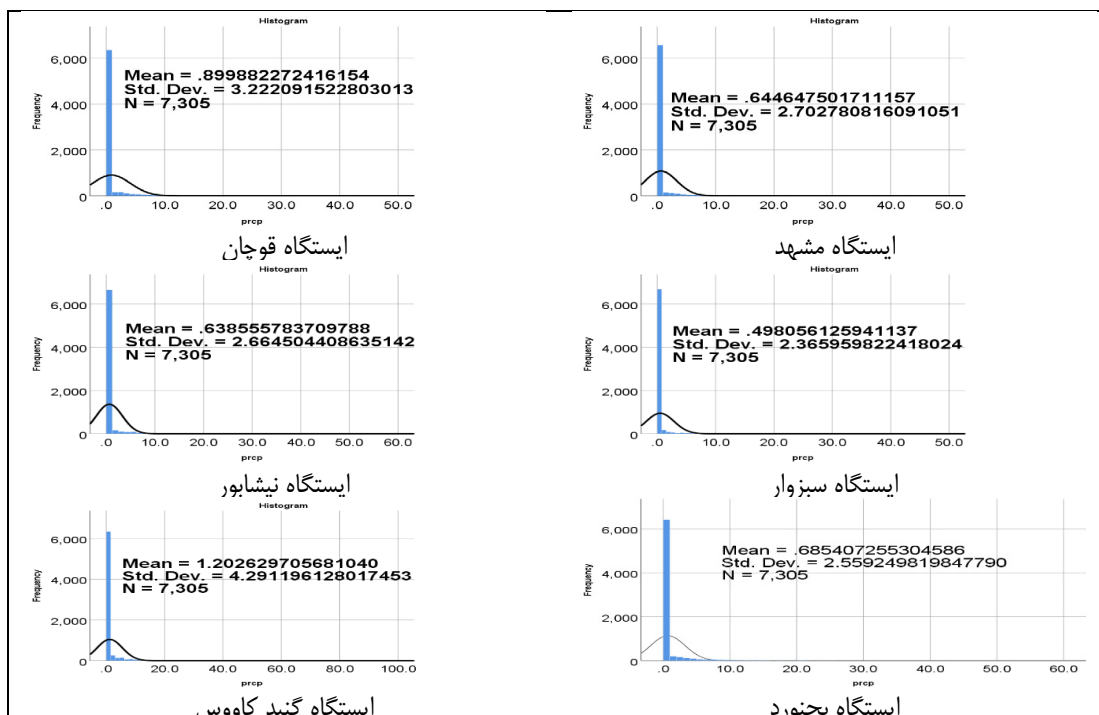 Histogram
Frequency
6,000
4,000
2,000
0
Mean = .899882272416154
Std. Dev. = 3.222091522803013
N = 7,305
.0 10.0 20.0 30.0 40.0 50.0
prcp
ایستگاه قوچان
Histogram
Frequency
6,000
4,000
2,000
0
Mean = .644647501711157
Std. Dev. = 2.702780816091051
N = 7,305
.0 10.0 20.0 30.0 40.0 50.0
prcp
ایستگاه مشهد
Histogram
Frequency
6,000
4,000
2,000
0
Mean = .638555783709788
Std. Dev. = 2.664504408635142
N = 7,305
.0 10.0 20.0 30.0 40.0 50.0 60.0
prcp
ایستگاه نیشابور
Histogram
Frequency
6,000
4,000
2,000
0
Mean = .498056125941137
Std. Dev. = 2.365959822418024
N = 7,305
.0 10.0 20.0 30.0 40.0 50.0
prcp
ایستگاه سبزوار
Histogram
Frequency
6,000
4,000
2,000
0
Mean = 1.202629705681040
Std. Dev. = 4.291196128017453
N = 7,305
.0 20.0 40.0 60.0 80.0 100.0
prcp
ایستگاه گنبد کاووس
Frequency
6,000
4,000
2,000
0
Mean = .685407255304586
Std. Dev. = 2.559249819847790
N = 7,305
.0 10.0 20.0 30.0 40.0 50.0 60.0
prcp
ایستگاه بجنورد